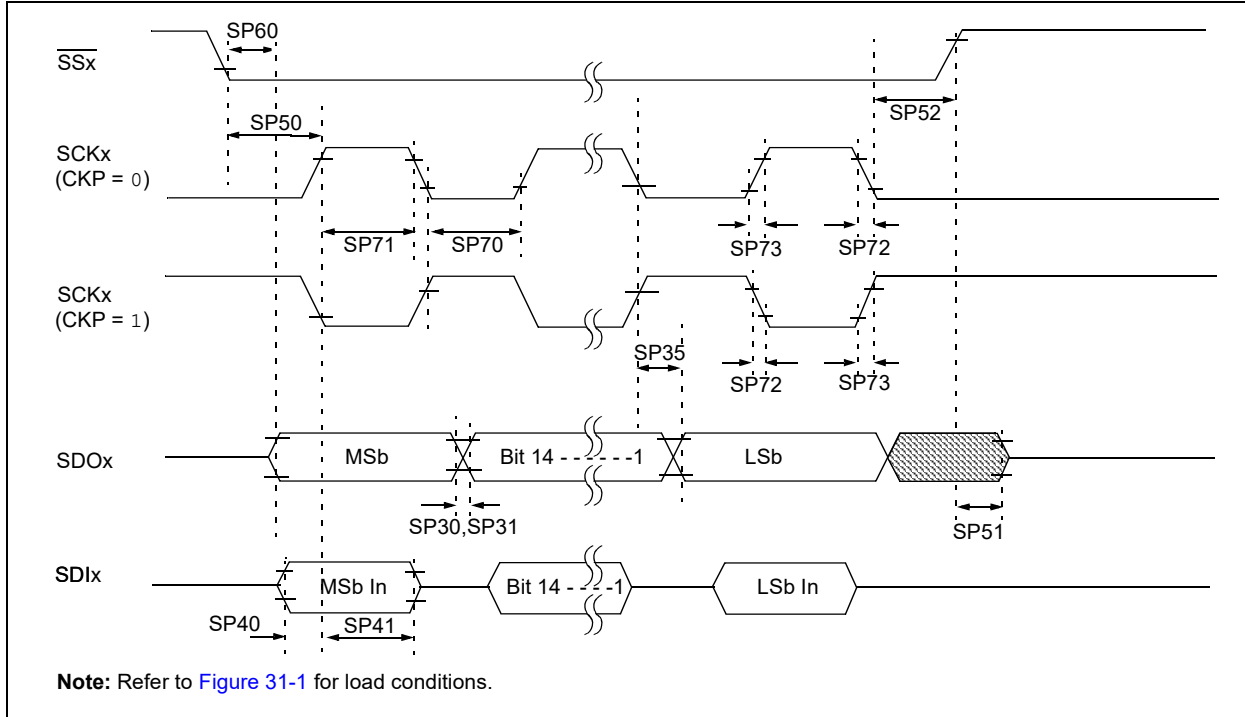 SP60
SSx
SP52
SP50
SCKx
(CKP = 0)
SP71
SP70
SP73
SP72
SCKx
(CKP = 1)
SP35
SP72
SP73
SDOx
MSb
Bit 14 - - - - - -1
LSb
SP30,SP31
SP51
SDIx
MSb In
Bit 14 - - - - -1
LSb In
SP40
SP41
Note: Refer to Figure 31-1 for load conditions.